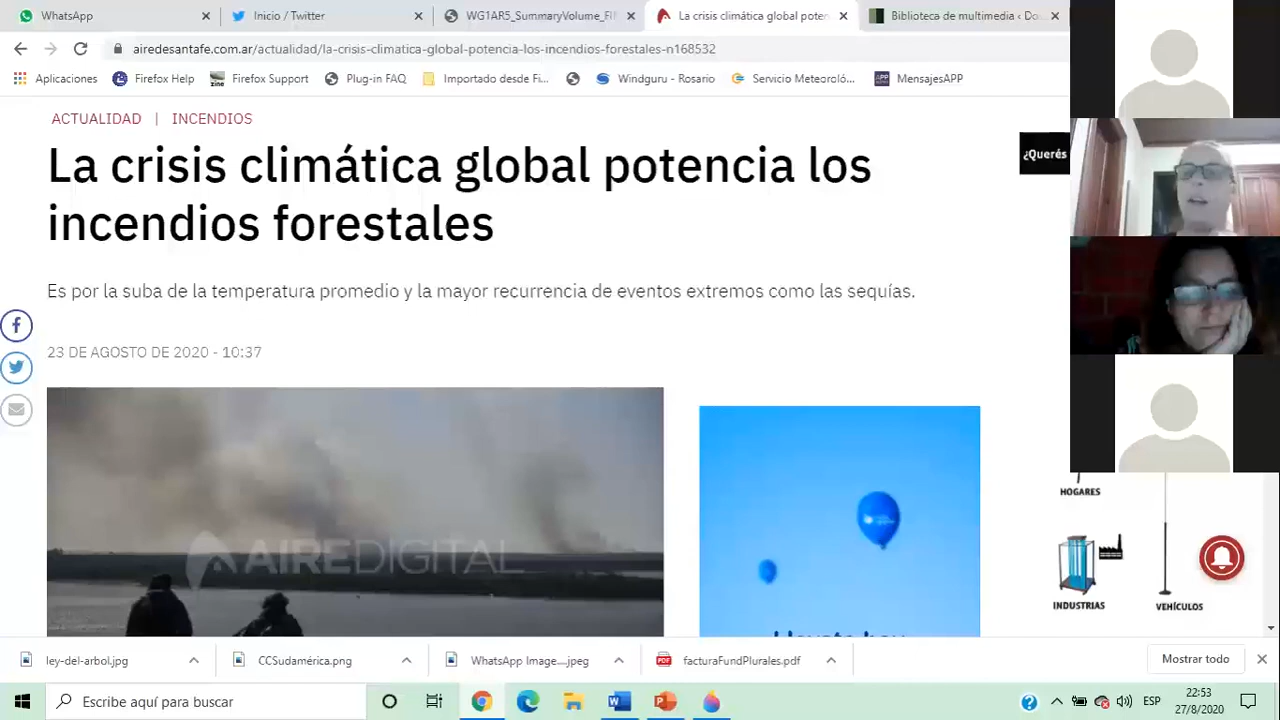 WhatsApp
Inicio / Twitter
WG1AR5_SummaryVolume_FI
La crisis climática global poten
Biblioteca de multimedia ‹ Do
airedesantafe.com.ar/actualidad/la-crisis-climatica-global-potencia-los-incendios-forestales-n168532
Aplicaciones
Firefox Help
Firefox Support
Plug-in FAQ
Importado desde Fi...
Windguru - Rosario
Servicio Meteoroló...
MensajesAPP
ACTUALIDAD | INCENDIOS
La crisis climática global potencia los
incendios forestales
¿Querés
Es por la suba de la temperatura promedio y la mayor recurrencia de eventos extremos como las sequías.
23 DE AGOSTO DE 2020 - 10:37
AIREDIGITAL
HOGARES
INDUSTRIAS
VEHÍCULOS
ley-del-arbol.jpg
CCSudamérica.png
WhatsApp Image....jpeg
facturaFundPlurales.pdf
Mostrar todo
Escribe aquí para buscar
ESP
22:53
27/8/2020